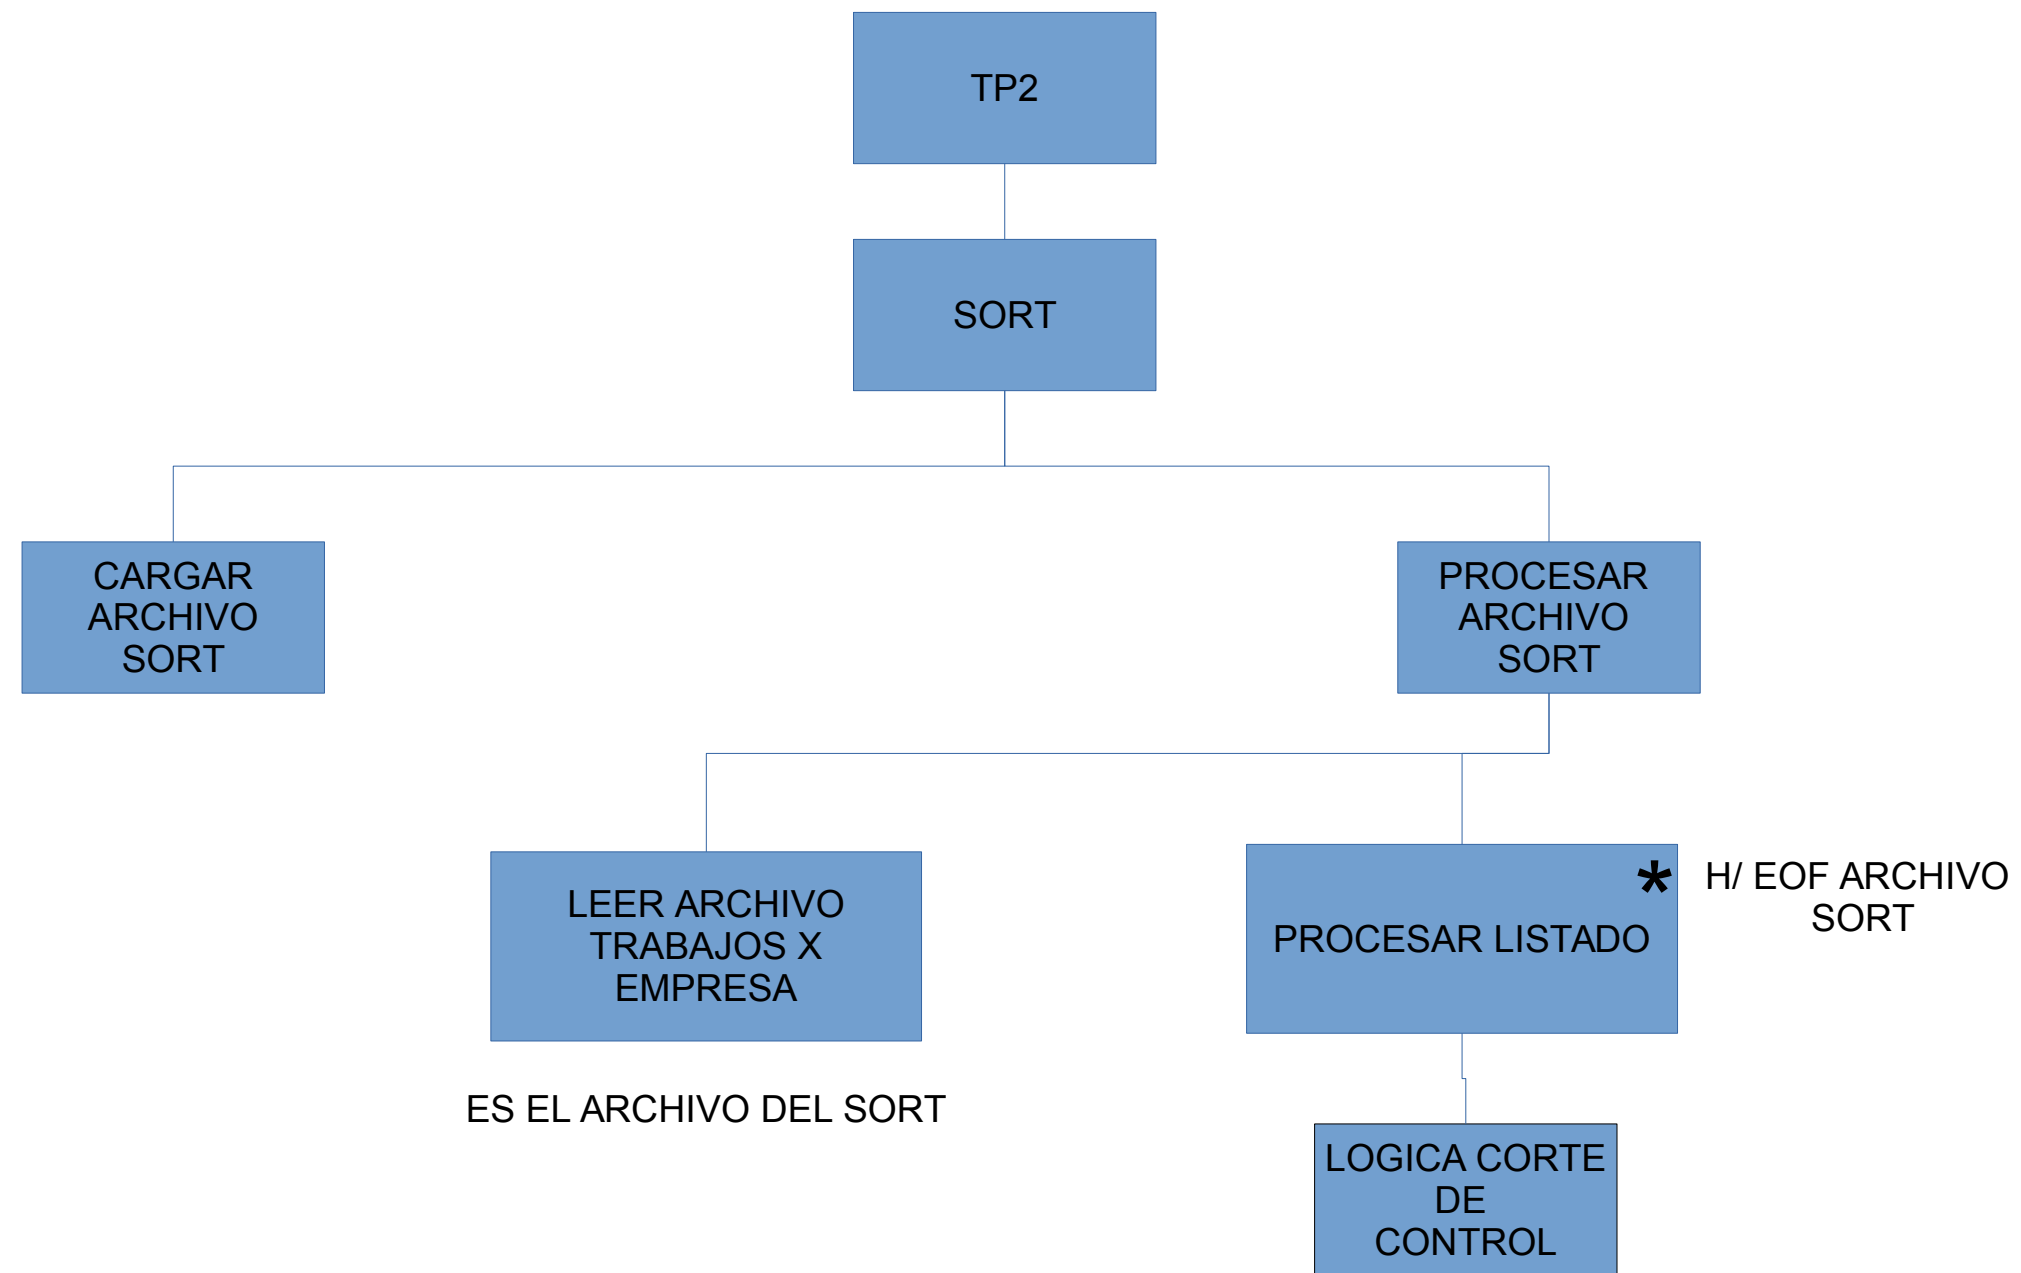 TP2
SORT
CARGAR
ARCHIVO
SORT
PROCESAR
ARCHIVO
SORT
LEER ARCHIVO
TRABAJOS X
EMPRESA
*
PROCESAR LISTADO
H/ EOF ARCHIVO
SORT
ES EL ARCHIVO DEL SORT
LOGICA CORTE
DE
CONTROL